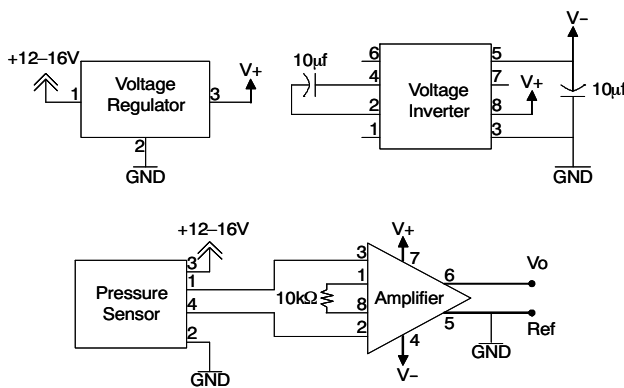 +12–16V
1
Voltage
Regulator
3
V+
2
GND
10µf
6
4
2
1
Voltage
Inverter
5
7
8
3
V+
V–
10µf
GND
+12–16V
Pressure
Sensor
3
1
4
2
GND
10kΩ
3
1
8
2
Amplifier
V+
7
4
V–
6
5
Vo
Ref
GND